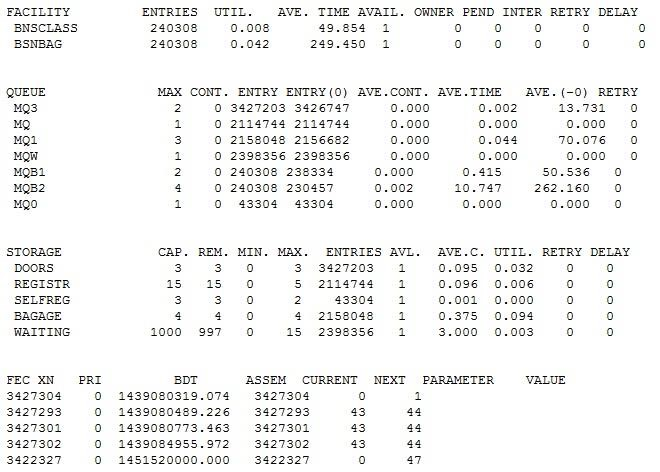 FACILITY ENTRIES UTIL. AVE. TIME AVAIL. OWNER PEND INTER RETRY DELAY
BNSCLASS 240308 0.008 49.854 1 0 0 0 0 0
BSNBAG 240308 0.042 249.450 1 0 0 0 0 0
QUEUE MAX CONT. ENTRY ENTRY(0) AVE.CONT. AVE.TIME AVE.(-0) RETRY
MQ3 2 0 3427203 3426747 0.000 0.002 13.731 0
MQ 1 0 2114744 2114744 0.000 0.000 0.000 0
MQ1 3 0 2158048 2156682 0.000 0.044 70.076 0
MQW 1 0 2398356 2398356 0.000 0.000 0.000 0
MQB1 2 0 240308 238334 0.000 0.415 50.536 0
MQB2 4 0 240308 230457 0.002 10.747 262.160 0
MQ0 1 0 43304 43304 0.000 0.000 0.000 0
STORAGE CAP. REM. MIN. MAX. ENTRIES AVL. AVE.C. UTIL. RETRY DELAY
DOORS 3 3 0 3 3427203 1 0.095 0.032 0 0
REGISTR 15 15 0 5 2114744 1 0.096 0.006 0 0
SELFREG 3 3 0 2 43304 1 0.001 0.000 0 0
BAGAGE 4 4 0 4 2158048 1 0.375 0.094 0 0
WAITING 1000 997 0 15 2398356 1 3.000 0.003 0 0
FEC XN PRI BDT ASSEM CURRENT NEXT PARAMETER VALUE
3427304 0 1439080319.074 3427304 0 1
3427293 0 1439080489.226 3427293 43 44
3427301 0 1439080773.463 3427301 43 44
3427302 0 1439084955.972 3427302 43 44
3422327 0 1451520000.000 3422327 0 47